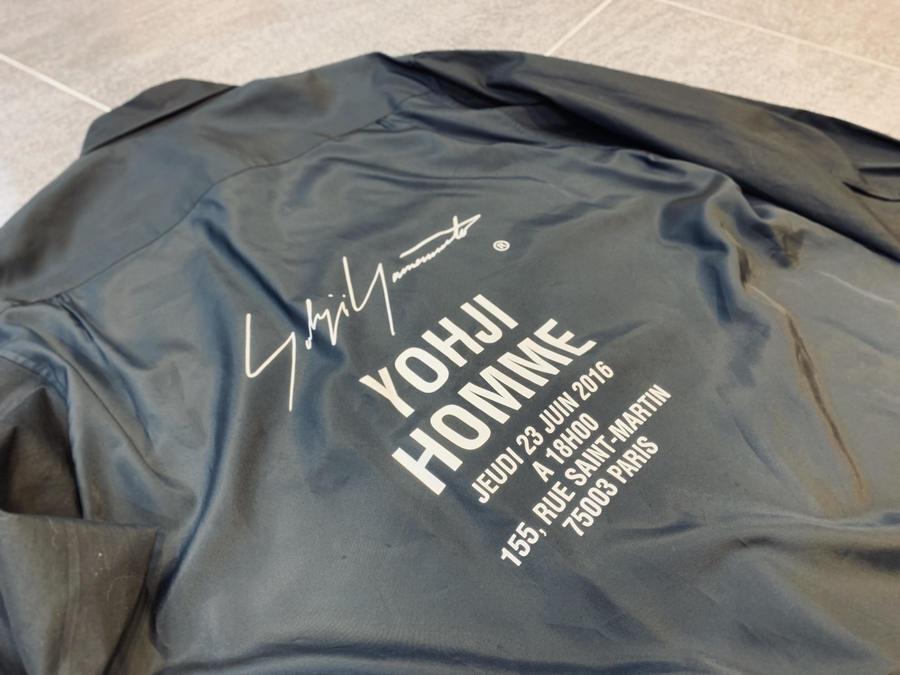 Yohji Yamamoto ®
YOHJI
HOMME
JEUDI 23 JUIN 2016
A 18H00
155, RUE SAINT-MARTIN
75003 PARIS